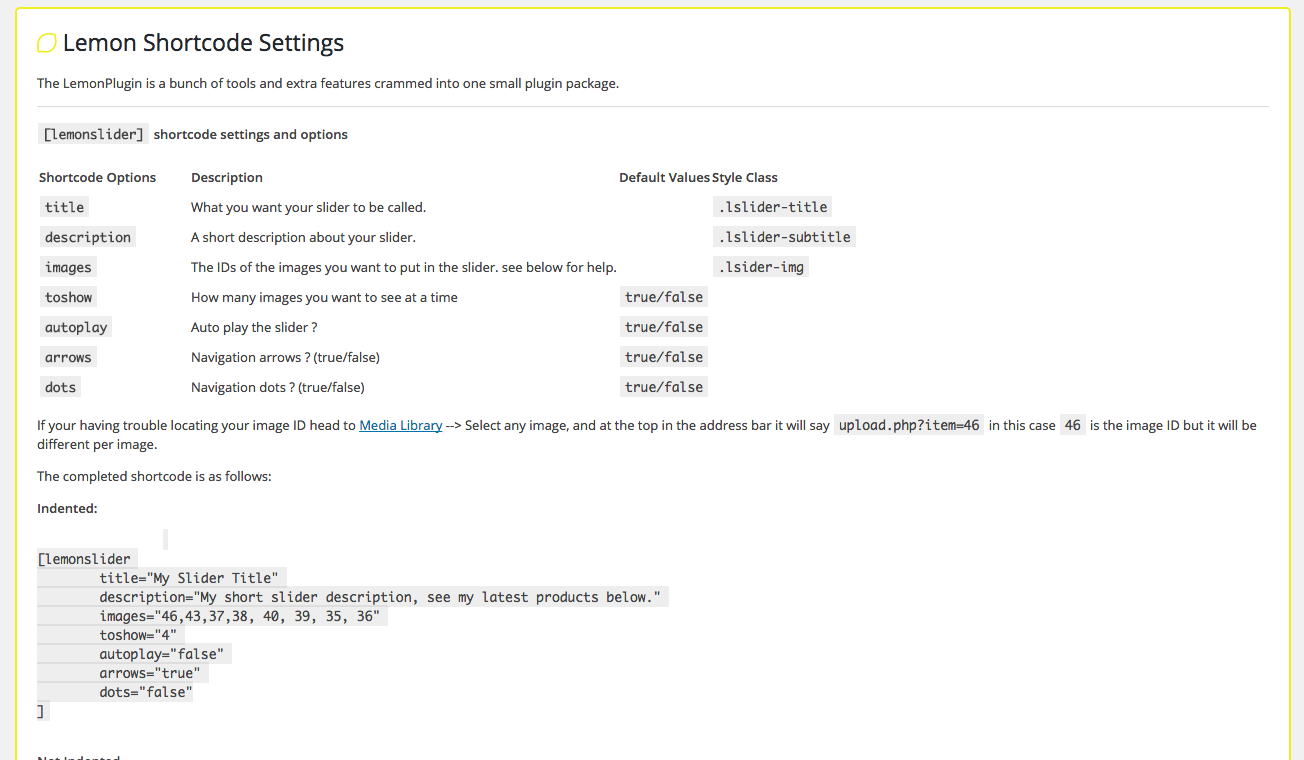 Lemon Shortcode Settings
The LemonPlugin is a bunch of tools and extra features crammed into one small plugin package.
[lemonslider] shortcode settings and options
Shortcode Options Description Default Values Style Class
title What you want your slider to be called. .lslider-title
description A short description about your slider. .lslider-subtitle
images The IDs of the images you want to put in the slider. see below for help. .lsider-img
toshow How many images you want to see at a time true/false
autoplay Auto play the slider ? true/false
arrows Navigation arrows ? (true/false) true/false
dots Navigation dots ? (true/false) true/false
If your having trouble locating your image ID head to Media Library --> Select any image, and at the top in the address bar it will say upload.php?item=46 in this case 46 is the image ID but it will be
different per image.
The completed shortcode is as follows:
Indented:
[lemonslider
title="My Slider Title"
description="My short slider description, see my latest products below."
images="46,43,37,38, 40, 39, 35, 36"
toshow="4"
autoplay="false"
arrows="true"
dots="false"
]
Not Indented